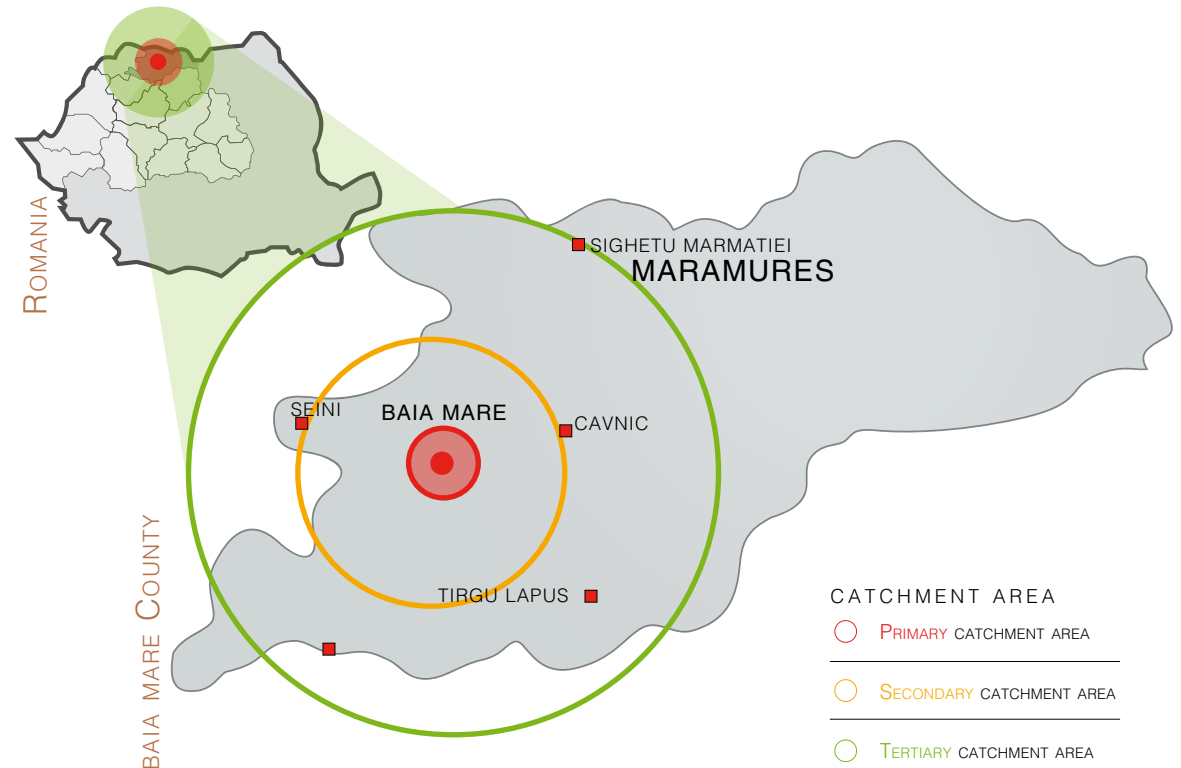 ROMANIA
SIGHETU MARMATIEI
MARAMURES
SEINI
BAIA MARE
CAVNIC
TIRGU LAPUS
BAIA MARE COUNTY
CATCHMENT AREA
PRIMARY CATCHMENT AREA
SECONDARY CATCHMENT AREA
TERTIARY CATCHMENT AREA